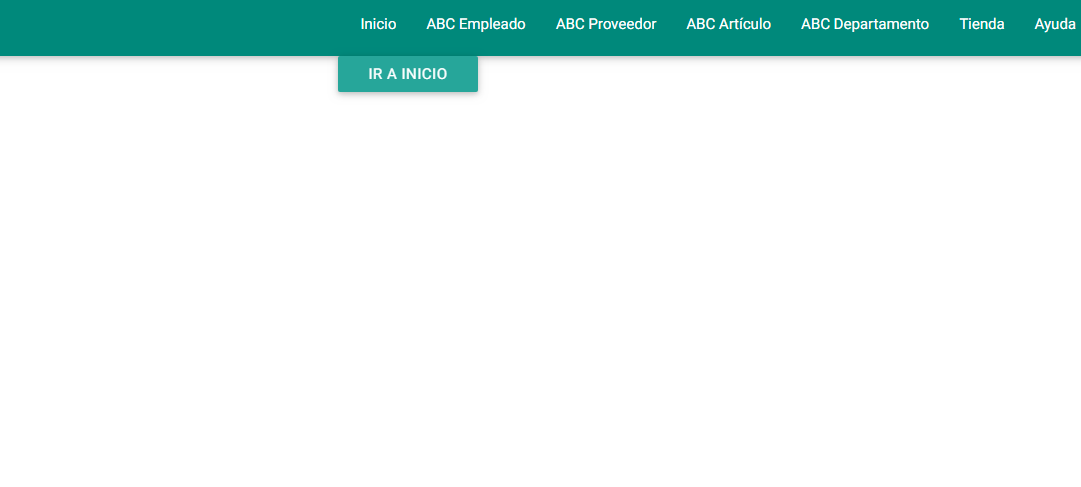 Inicio ABC Empleado ABC Proveedor ABC Artículo ABC Departamento Tienda Ayuda
IR A INICIO